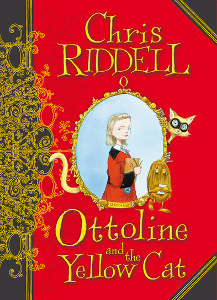 Chris
RIDDELL
Ottoline
and the
Yellow Cat